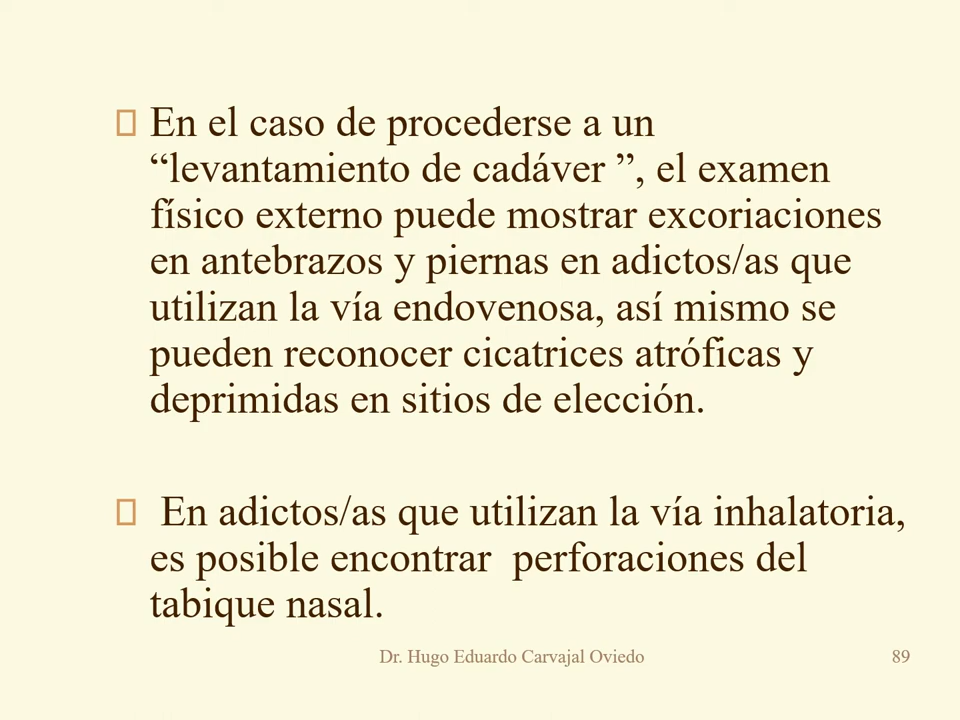 En el caso de procederse a un
“levantamiento de cadáver ”, el examen
físico externo puede mostrar excoriaciones
en antebrazos y piernas en adictos/as que
utilizan la vía endovenosa, así mismo se
pueden reconocer cicatrices atróficas y
deprimidas en sitios de elección.
En adictos/as que utilizan la vía inhalatoria,
es posible encontrar  perforaciones del
tabique nasal.
Dr. Hugo Eduardo Carvajal Oviedo
89